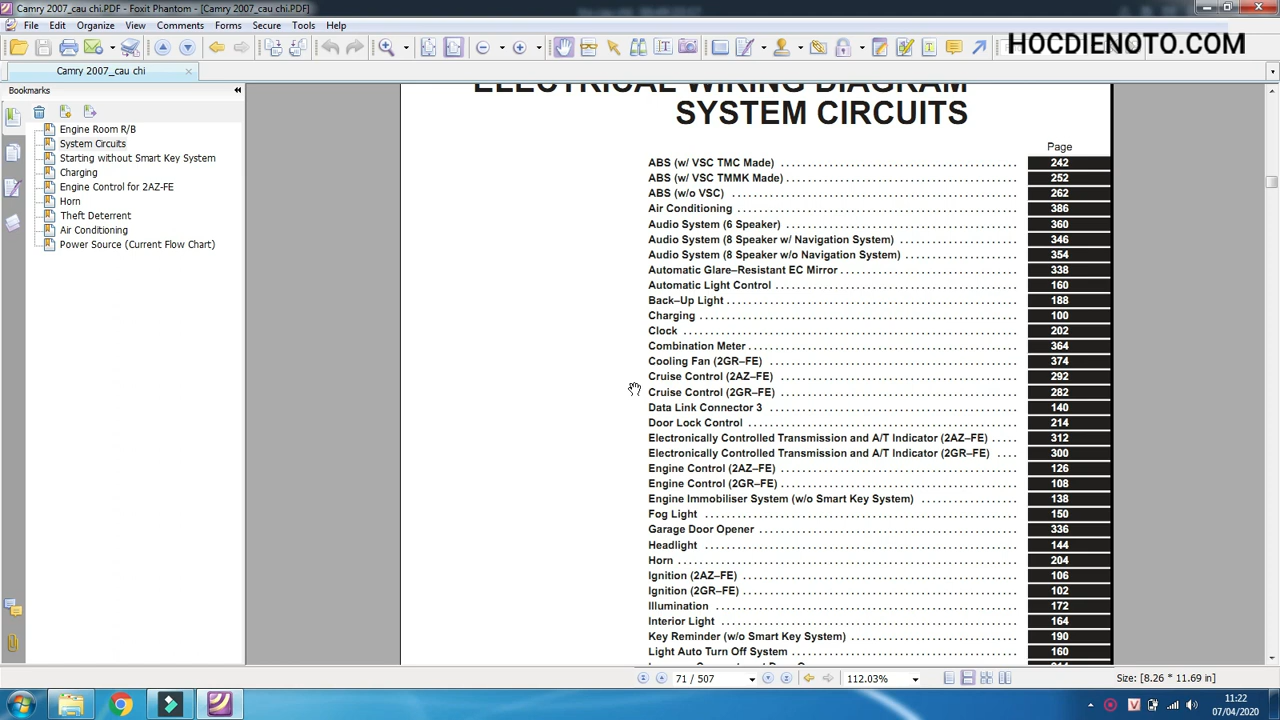 Camry 2007_cau chi.PDF - Foxit Phantom - [Camry 2007_cau chi.PDF]
File Edit View Organize Comments Forms Secure Tools Help
HOCDIENOTO.COM
Camry 2007_cau chi
Bookmarks
Engine Room R/B
System Circuits
Starting without Smart Key System
Charging
Engine Control for 2AZ-FE
Horn
Theft Deterrent
Air Conditioning
Power Source (Current Flow Chart)
ELECTRICAL WIRING DIAGRAM
SYSTEM CIRCUITS
Page
ABS (w/ VSC TMC Made) 242
ABS (w/ VSC TMMK Made) 252
ABS (w/o VSC) 262
Air Conditioning 386
Audio System (6 Speaker) 360
Audio System (8 Speaker w/ Navigation System) 346
Audio System (8 Speaker w/o Navigation System) 354
Automatic Glare–Resistant EC Mirror 338
Automatic Light Control 160
Back–Up Light 188
Charging 100
Clock 202
Combination Meter 364
Cooling Fan (2GR–FE) 374
Cruise Control (2AZ–FE) 292
Cruise Control (2GR–FE) 282
Data Link Connector 3 140
Door Lock Control 214
Electronically Controlled Transmission and A/T Indicator (2AZ–FE) 312
Electronically Controlled Transmission and A/T Indicator (2GR–FE) 300
Engine Control (2AZ–FE) 126
Engine Control (2GR–FE) 108
Engine Immobiliser System (w/o Smart Key System) 138
Fog Light 150
Garage Door Opener 336
Headlight 144
Horn 204
Ignition (2AZ–FE) 106
Ignition (2GR–FE) 102
Illumination 172
Interior Light 164
Key Reminder (w/o Smart Key System) 190
Light Auto Turn Off System 160
71 / 507
112.03%
Size: [8.26 * 11.69 in]
11:22
07/04/2020